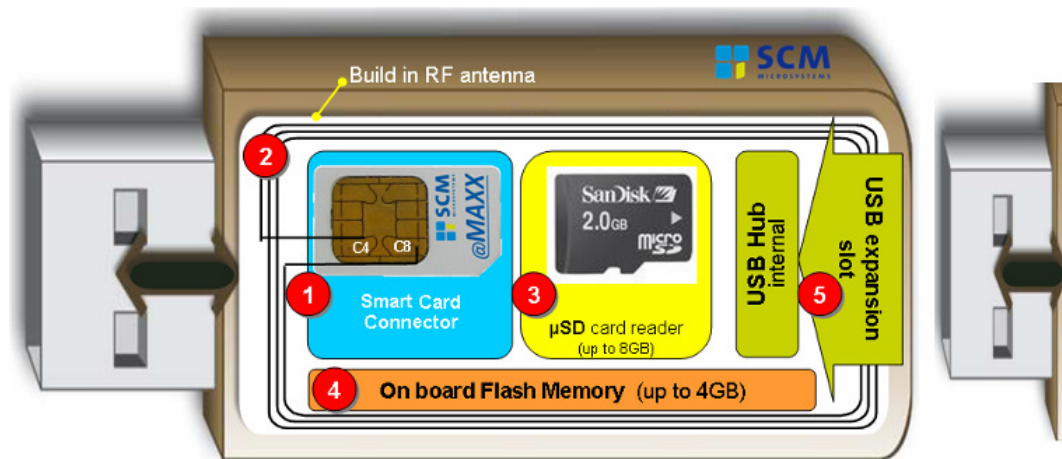 SCM
MICROSYSTEMS
Build in RF antenna
2
C4 C8
SCM
MICROSYSTEMS
@MAXX
1
Smart Card
Connector
SanDisk
2.0GB
micro
SD
3
µSD card reader
(up to 8GB)
USB Hub
internal
5
USB expansion
slot
4
On board Flash Memory (up to 4GB)